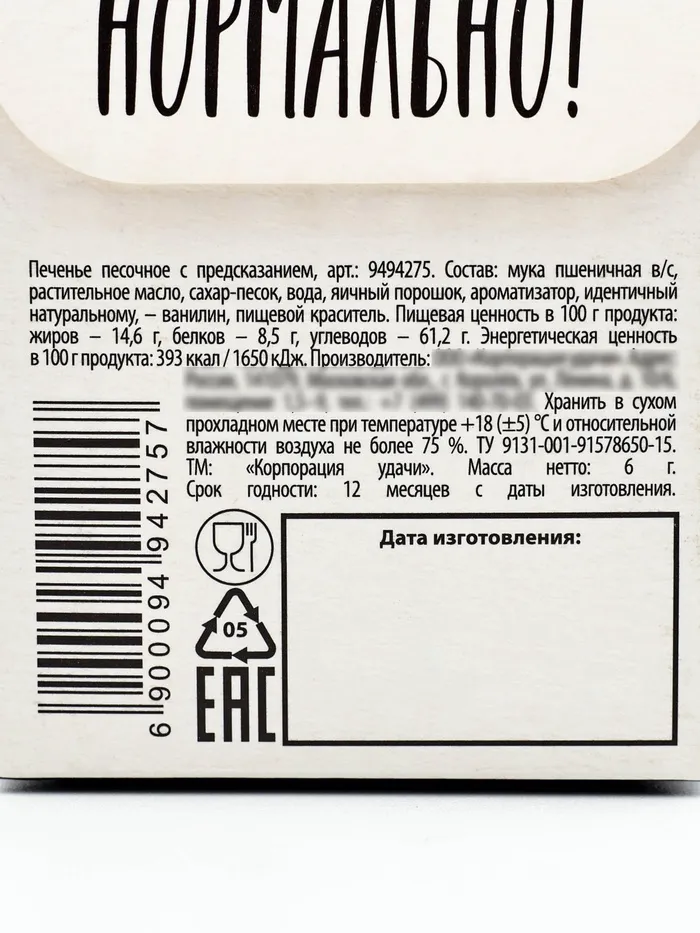 НОРМАЛЬНО!
Печенье песочное с предсказанием, арт.: 9494275. Состав: мука пшеничная в/с,
растительное масло, сахар-песок, вода, яичный порошок, ароматизатор, идентичный
натуральному, – ванилин, пищевой краситель. Пищевая ценность в 100 г продукта:
жиров – 14,6 г, белков – 8,5 г, углеводов – 61,2 г. Энергетическая ценность
в 100 г продукта: 393 ккал / 1650 кДж. Производитель:
Хранить в сухом
прохладном месте при температуре +18 (±5) °С и относительной
влажности воздуха не более 75 %. ТУ 9131-001-91578650-15.
ТМ: «Корпорация удачи». Масса нетто: 6 г.
Срок годности: 12 месяцев с даты изготовления.
6 900094 942757
05
EAC
Дата изготовления: